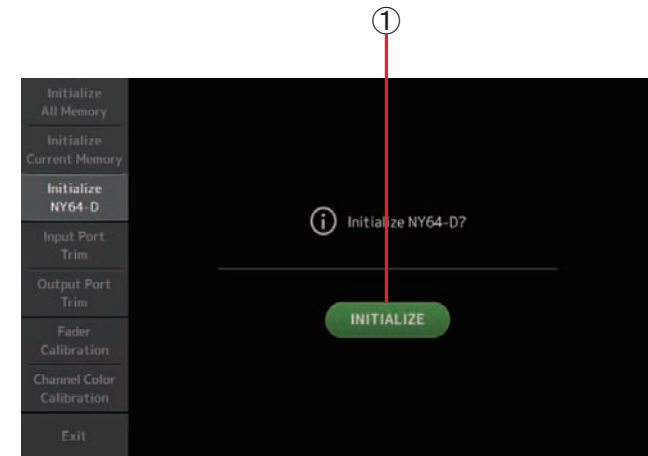 ①
Initialize
All Memory
Initialize
Current Memory
Initialize
NY64-D
Input Port
Trim
Output Port
Trim
Fader
Calibration
Channel Color
Calibration
Exit
Initialize NY64-D?
INITIALIZE